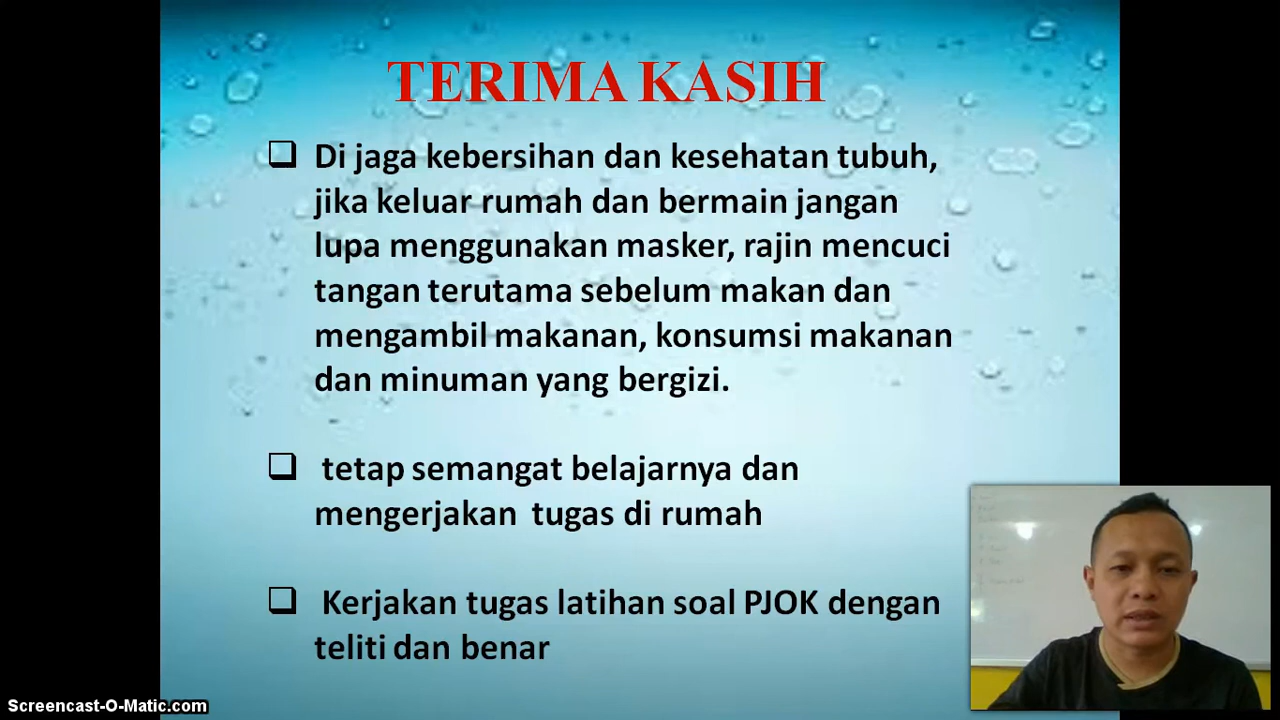 TERIMA KASIH
Di jaga kebersihan dan kesehatan tubuh,
jika keluar rumah dan bermain jangan
lupa menggunakan masker, rajin mencuci
tangan terutama sebelum makan dan
mengambil makanan, konsumsi makanan
dan minuman yang bergizi.
tetap semangat belajarnya dan
mengerjakan tugas di rumah
Kerjakan tugas latihan soal PJOK dengan
teliti dan benar
Screencast-O-Matic.com